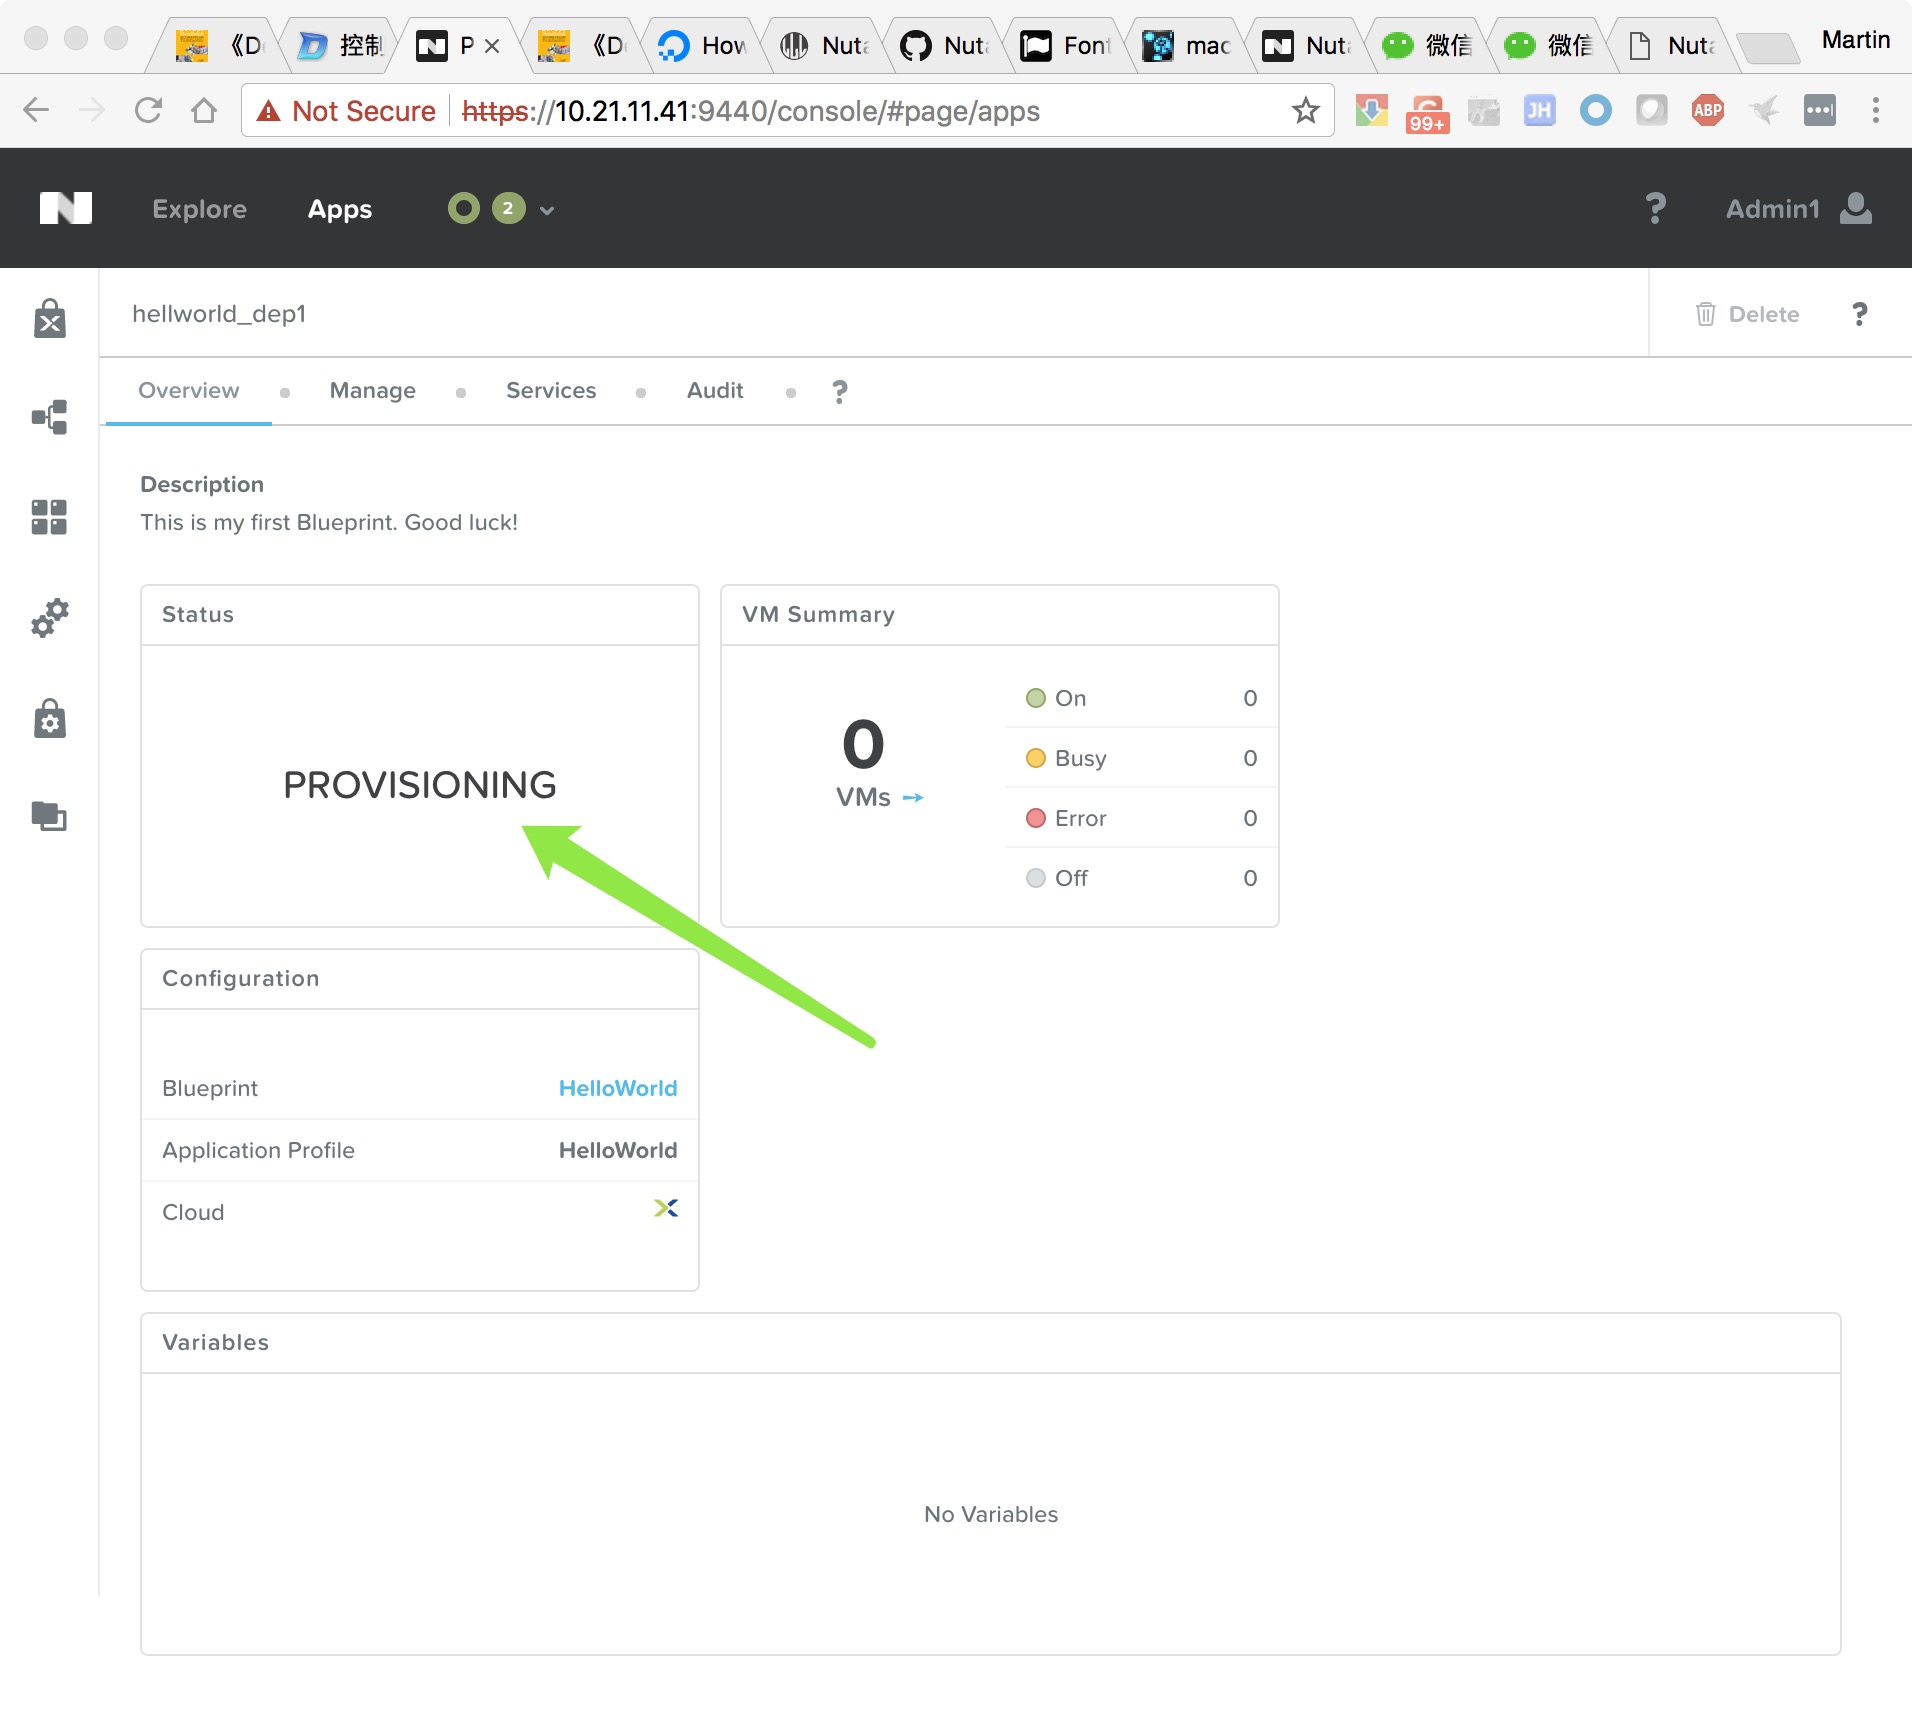 《D
控制
P
《D
How
Nuta
Nuta
Font
mac
Nuta
微信
微信
Nuta
Martin
Not Secure https://10.21.11.41:9440/console/#page/apps
99+
JH
ABP
N Explore Apps 2 ? Admin1
hellworld_dep1 Delete ?
Overview Manage Services Audit ?
Description
This is my first Blueprint. Good luck!
Status
PROVISIONING
VM Summary
0
VMs
On 0
Busy 0
Error 0
Off 0
Configuration
Blueprint HelloWorld
Application Profile HelloWorld
Cloud
Variables
No Variables